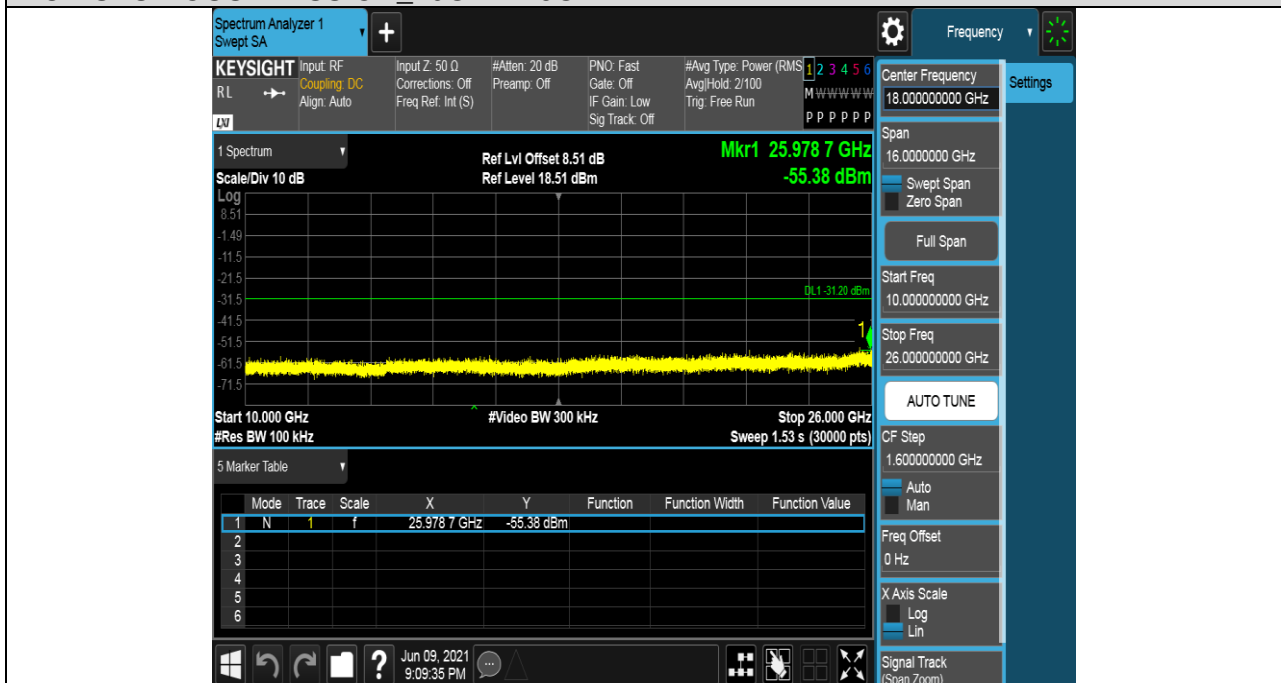 Spectrum Analyzer 1
Swept SA
+
Frequency
KEYSIGHT
RL
LXI
Input: RF
Coupling: DC
Align: Auto
Input Z: 50 Ω
Corrections: Off
Freq Ref: Int (S)
#Atten: 20 dB
Preamp: Off
PNO: Fast
Gate: Off
IF Gain: Low
Sig Track: Off
#Avg Type: Power (RMS
Avg|Hold: 2/100
Trig: Free Run
1 2 3 4 5 6
M W W W W W
P P P P P P
1 Spectrum
Scale/Div 10 dB
Ref Lvl Offset 8.51 dB
Ref Level 18.51 dBm
Mkr1 25.978 7 GHz
-55.38 dBm
Log
8.51
-1.49
-11.5
-21.5
-31.5
-41.5
-51.5
-61.5
-71.5
DL1 -31.20 dBm
1
Start 10.000 GHz
#Res BW 100 kHz
#Video BW 300 kHz
Stop 26.000 GHz
Sweep 1.53 s (30000 pts)
5 Marker Table
Mode Trace Scale X Y Function Function Width Function Value
1 N 1 f 25.978 7 GHz -55.38 dBm
2
3
4
5
6
?
Jun 09, 2021
9:09:35 PM
Center Frequency
18.000000000 GHz
Settings
Span
16.0000000 GHz
Swept Span
Zero Span
Full Span
Start Freq
10.000000000 GHz
Stop Freq
26.000000000 GHz
AUTO TUNE
CF Step
1.600000000 GHz
Auto
Man
Freq Offset
0 Hz
X Axis Scale
Log
Lin
Signal Track
(Span Zoom)